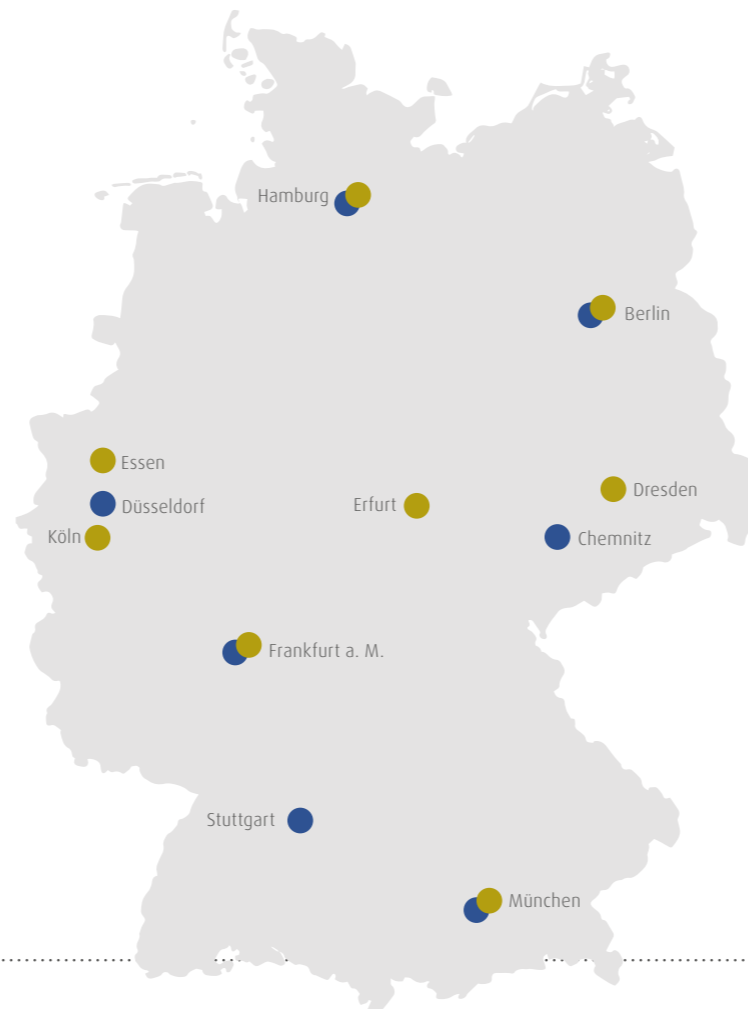 Hamburg
Berlin
Essen
Dresden
Düsseldorf
Erfurt
Köln
Chemnitz
Frankfurt a. M.
Stuttgart
München